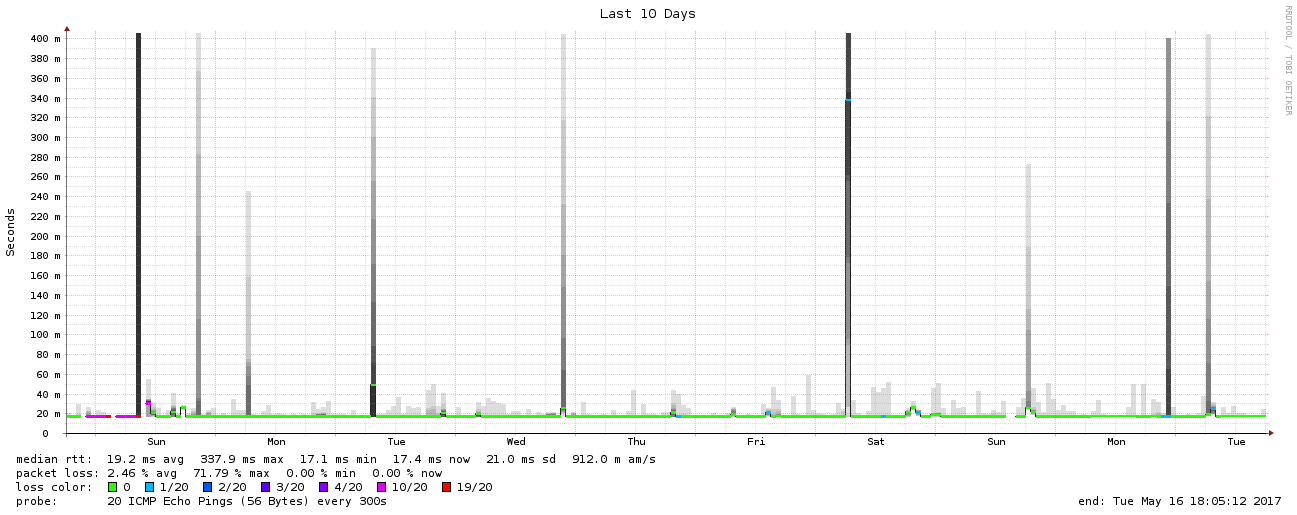 Last 10 Days
RRDTOOL / TOBI OETIKER
Seconds
400 m
380 m
360 m
340 m
320 m
300 m
280 m
260 m
240 m
220 m
200 m
180 m
160 m
140 m
120 m
100 m
80 m
60 m
40 m
20 m
0
Sun Mon Tue Wed Thu Fri Sat Sun Mon Tue
median rtt: 19.2 ms avg 337.9 ms max 17.1 ms min 17.4 ms now 21.0 ms sd 912.0 m am/s
packet loss: 2.46 % avg 71.79 % max 0.00 % min 0.00 % now
loss color: 0 1/20 2/20 3/20 4/20 10/20 19/20
probe: 20 ICMP Echo Pings (56 Bytes) every 300s end: Tue May 16 18:05:12 2017